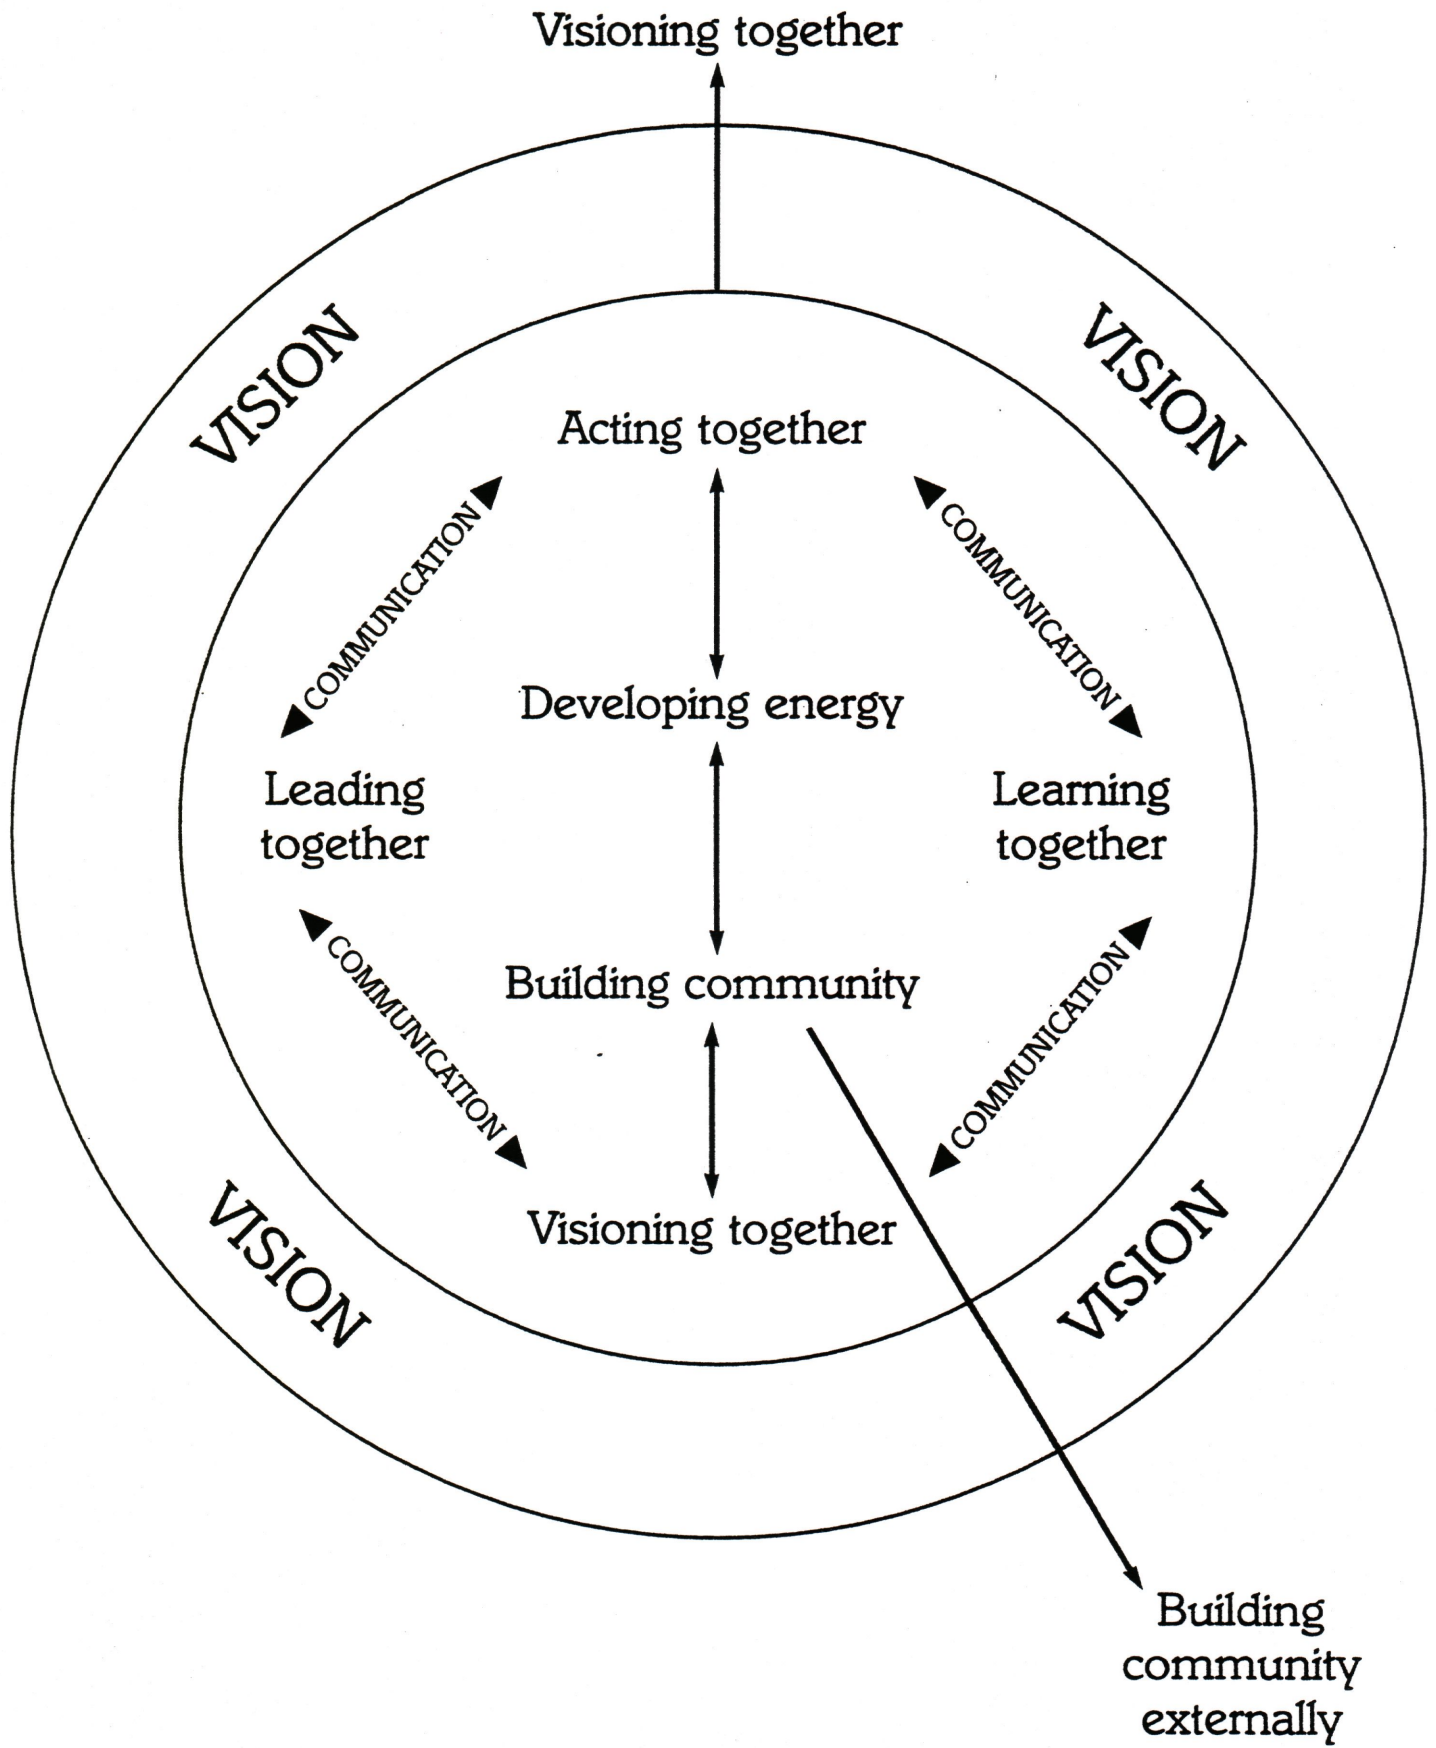 Visioning together
VISION
VISION
Acting together
COMMUNICATION
COMMUNICATION
Developing energy
Leading
together
Learning
together
Building community
COMMUNICATION
COMMUNICATION
Visioning together
VISION
VISION
Building
community
externally